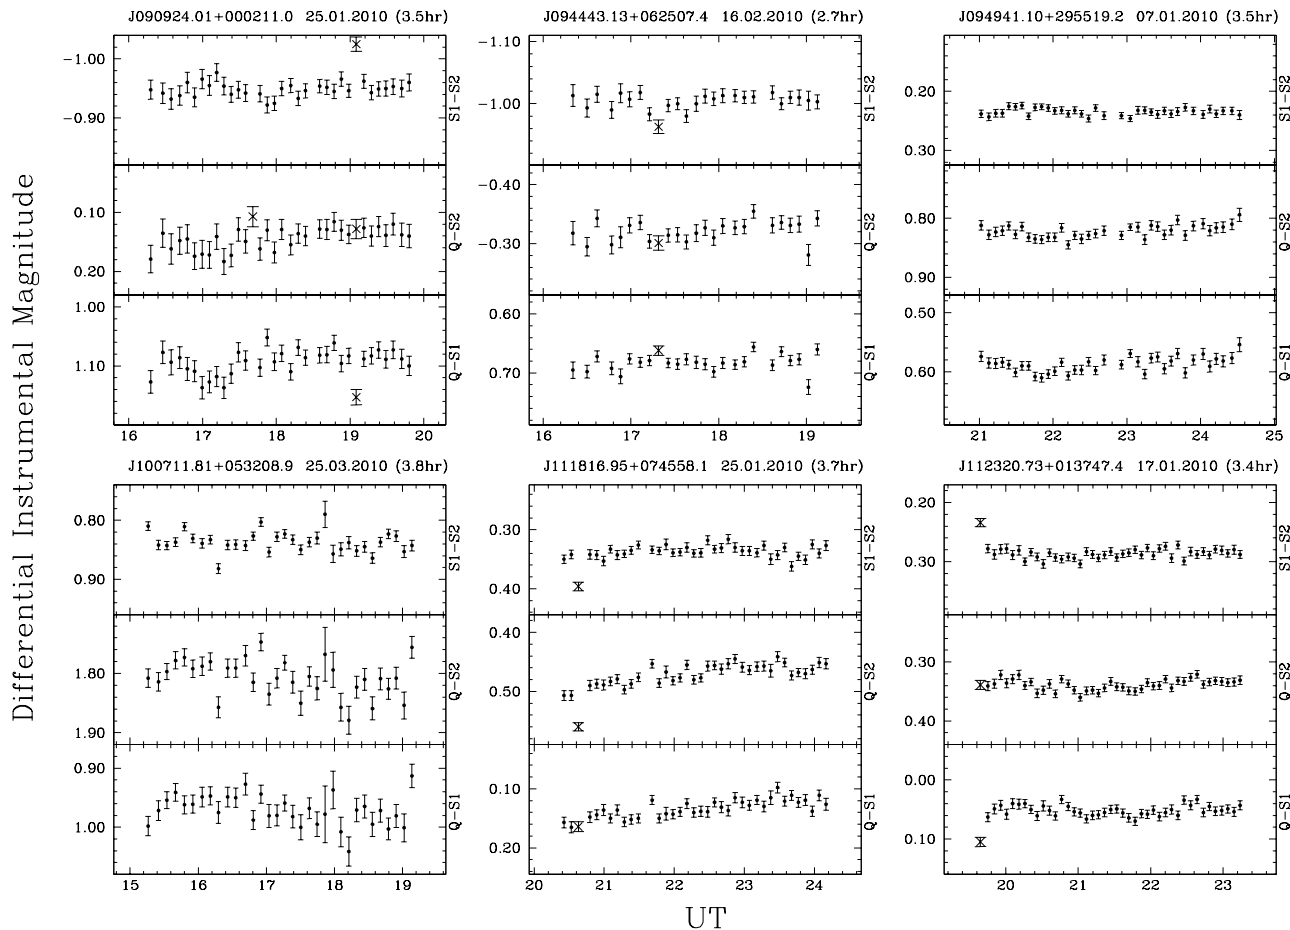 J090924.01+000211.0 25.01.2010 (3.5hr)
J094443.13+062507.4 16.02.2010 (2.7hr)
J094941.10+295519.2 07.01.2010 (3.5hr)
-1.00
-0.90
S1-S2
0.10
0.20
Q-S2
1.00
1.10
Q-S1
16 17 18 19 20
-1.10
-1.00
S1-S2
-0.40
-0.30
Q-S2
0.60
0.70
Q-S1
16 17 18 19
0.20
0.30
S1-S2
0.80
0.90
Q-S2
0.50
0.60
Q-S1
21 22 23 24 25
Differential Instrumental Magnitude
J100711.81+053208.9 25.03.2010 (3.8hr)
J111816.95+074558.1 25.01.2010 (3.7hr)
J112320.73+013747.4 17.01.2010 (3.4hr)
0.80
0.90
S1-S2
1.80
1.90
Q-S2
0.90
1.00
Q-S1
15 16 17 18 19
0.30
0.40
S1-S2
0.40
0.50
Q-S2
0.10
0.20
Q-S1
20 21 22 23 24
0.20
0.30
S1-S2
0.30
0.40
Q-S2
0.00
0.10
Q-S1
20 21 22 23
UT